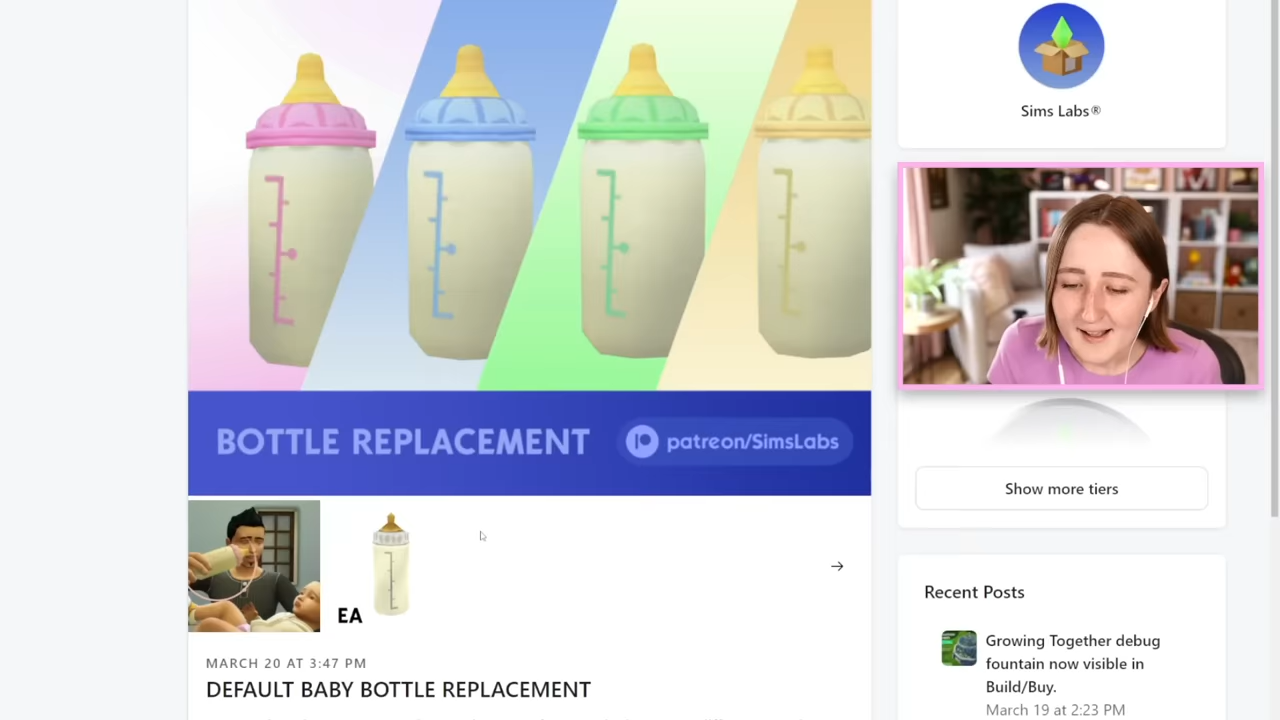 Sims Labs®
BOTTLE REPLACEMENT
patreon/SimsLabs
Show more tiers
EA
Recent Posts
Growing Together debug
fountain now visible in
Build/Buy.
March 19 at 2:23 PM
MARCH 20 AT 3:47 PM
DEFAULT BABY BOTTLE REPLACEMENT